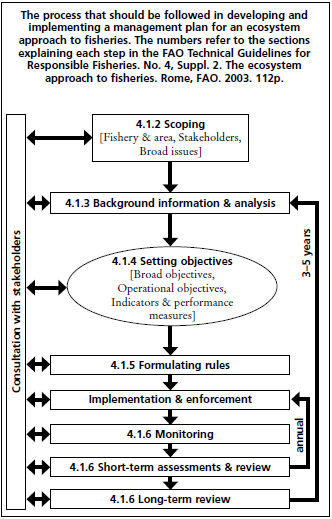 The process that should be followed in developing and
implementing a management plan for an ecosystem
approach to fisheries. The numbers refer to the sections
explaining each step in the FAO Technical Guidelines for
Responsible Fisheries. No. 4, Suppl. 2. The ecosystem
approach to fisheries. Rome, FAO. 2003. 112p.
Consultation with stakeholders
4.1.2 Scoping
[Fishery & area, Stakeholders,
Broad issues]
4.1.3 Background information & analysis
4.1.4 Setting objectives
[Broad objectives,
Operational objectives,
Indicators & performance
measures]
3–5 years
4.1.5 Formulating rules
Implementation & enforcement
4.1.6 Monitoring
annual
4.1.6 Short-term assessments & review
4.1.6 Long-term review